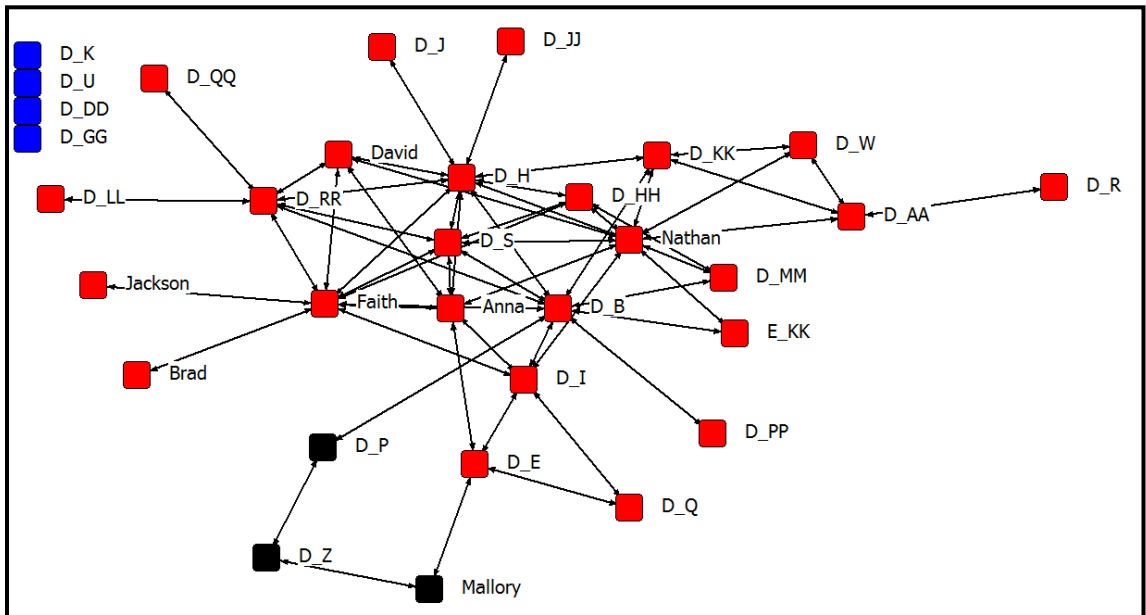 D_K
D_U
D_DD
D_GG
D_QQ
D_J
D_JJ
David
D_H
D_KK
D_W
D_LL
D_RR
D_HH
D_R
D_AA
D_S
Nathan
D_MM
Jackson
Faith
Anna
D_B
E_KK
Brad
D_I
D_PP
D_P
D_E
D_Q
D_Z
Mallory